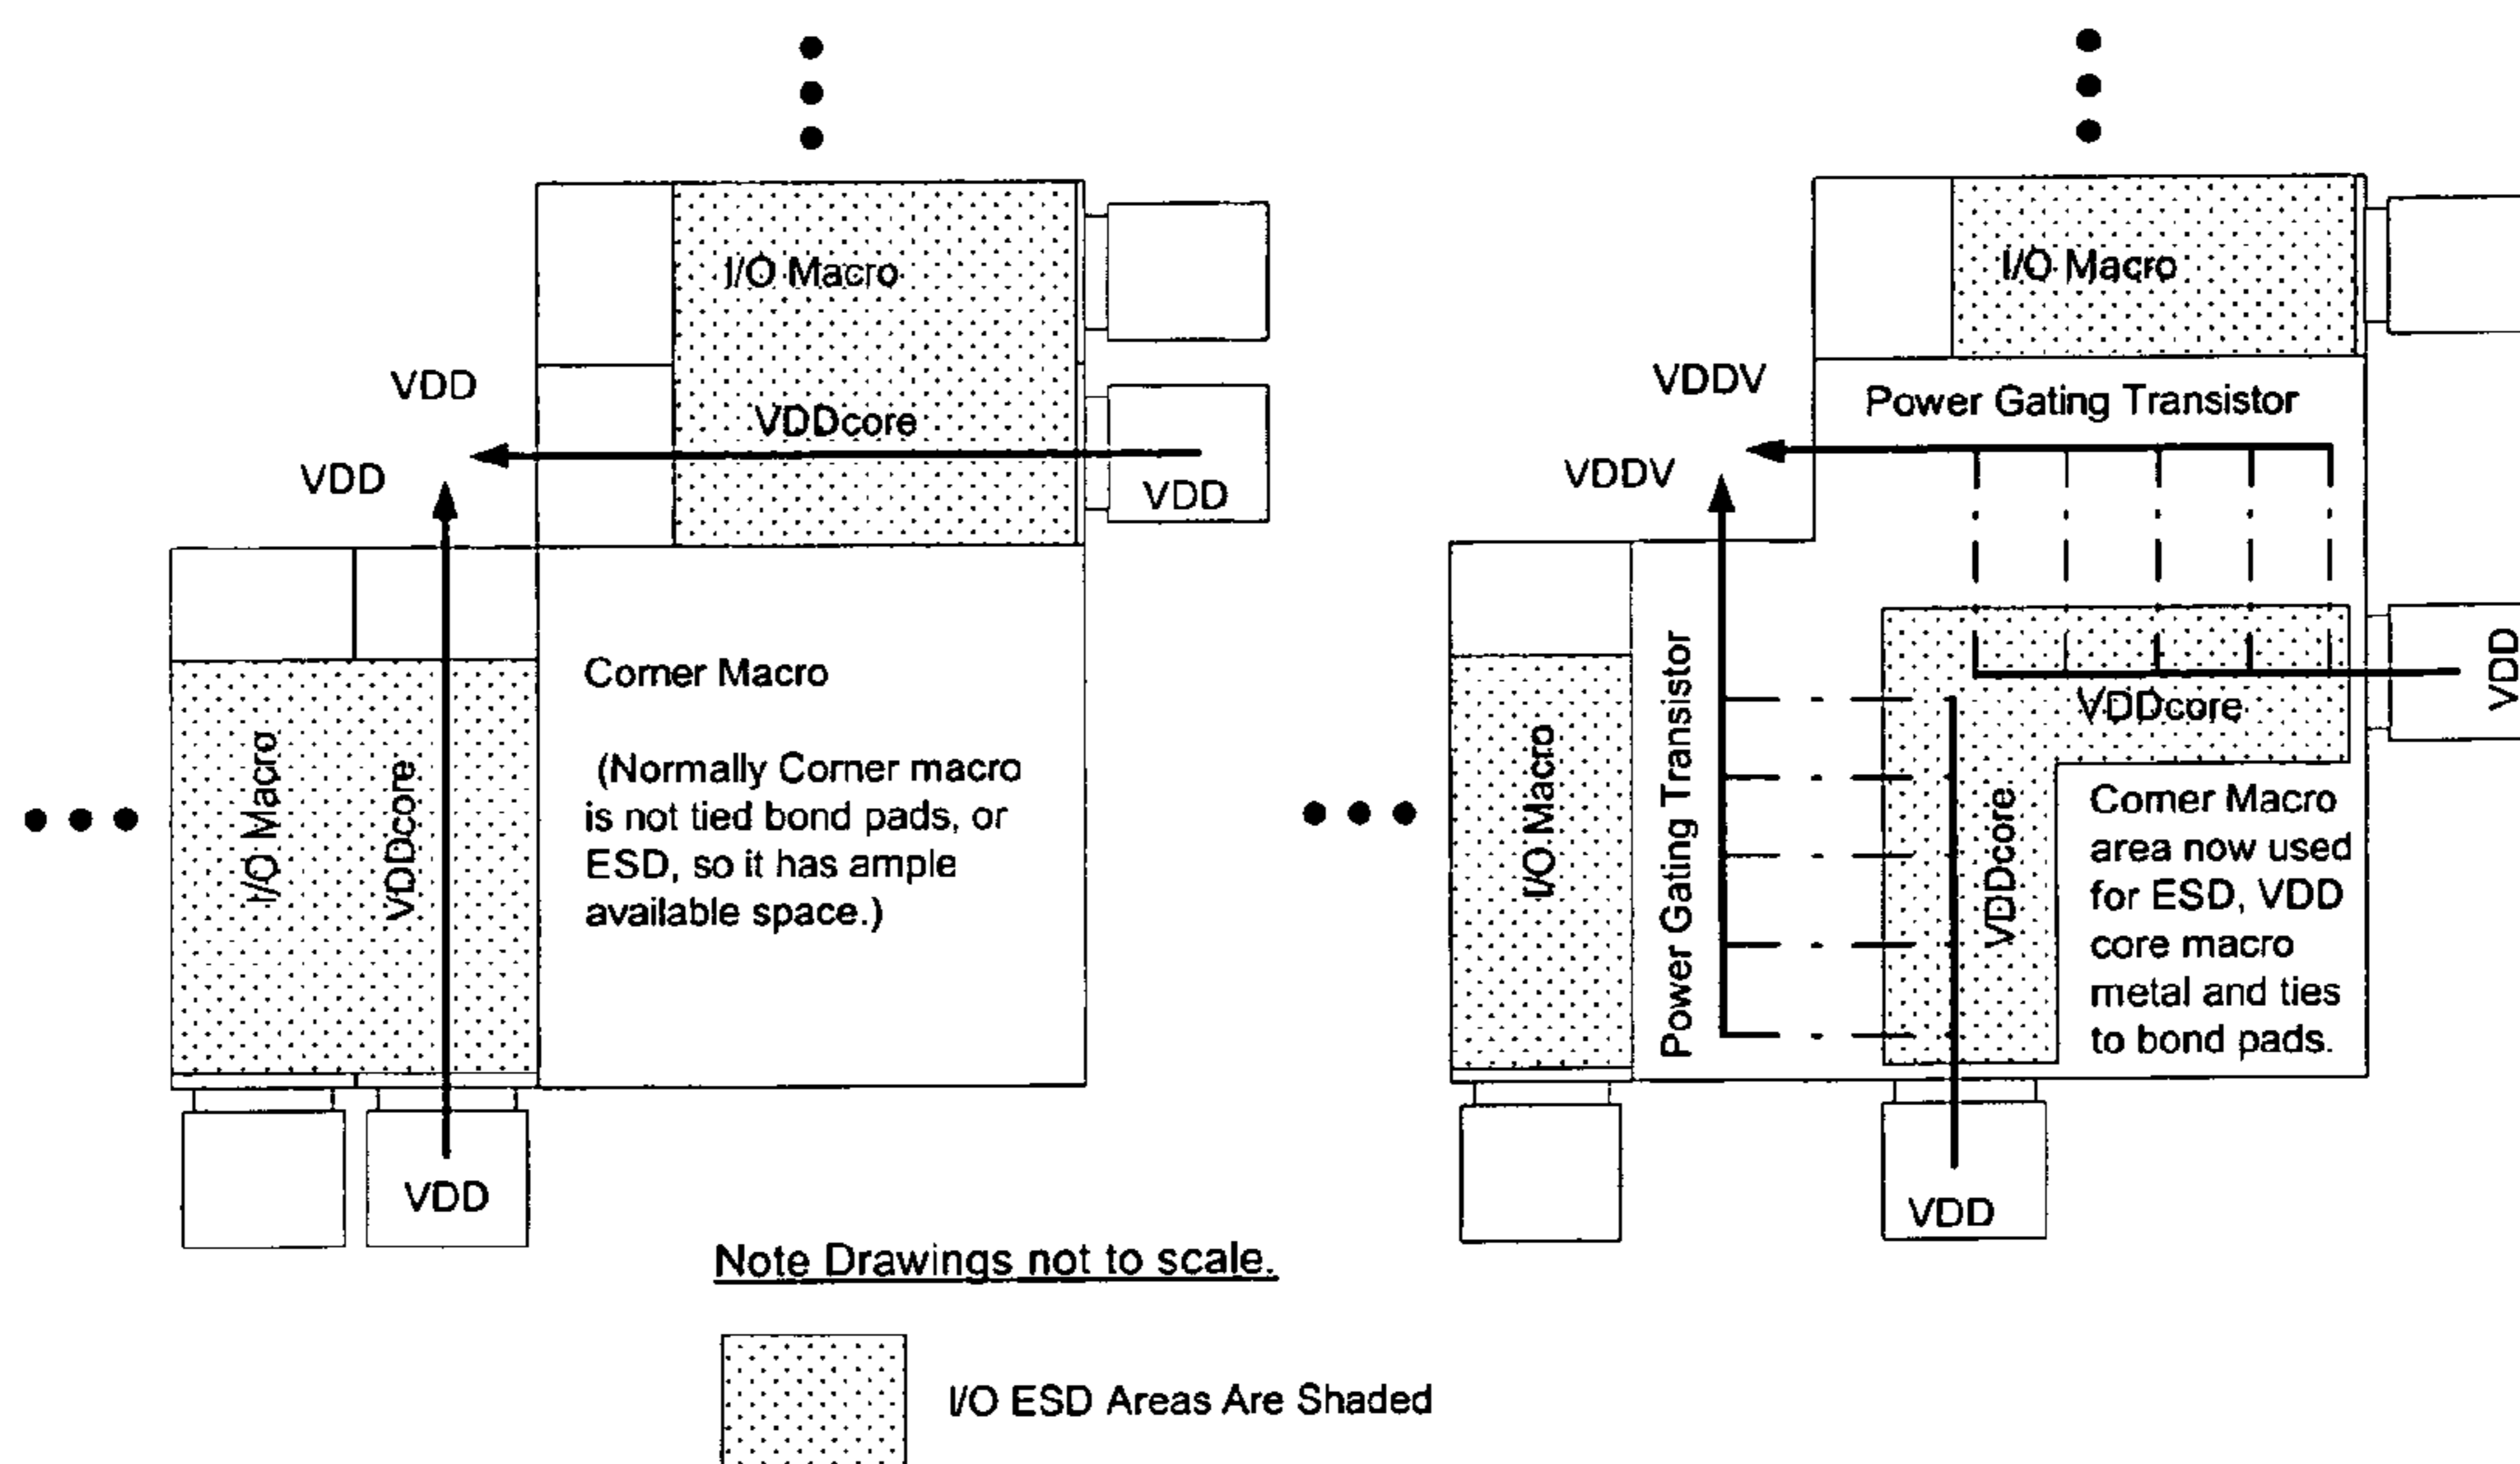 I/O Macro
VDD
VDDcore
VDD
VDD
Corner Macro
(Normally Corner macro
is not tied bond pads, or
ESD, so it has ample
available space.)
I/O Macro
VDDcore
VDD
I/O Macro
VDDV
Power Gating Transistor
VDDV
VDD
VDDcore
Power Gating Transistor
I/O Macro
VDDcore
Corner Macro
area now used
for ESD, VDD
core macro
metal and ties
to bond pads.
VDD
Note Drawings not to scale.
I/O ESD Areas Are Shaded